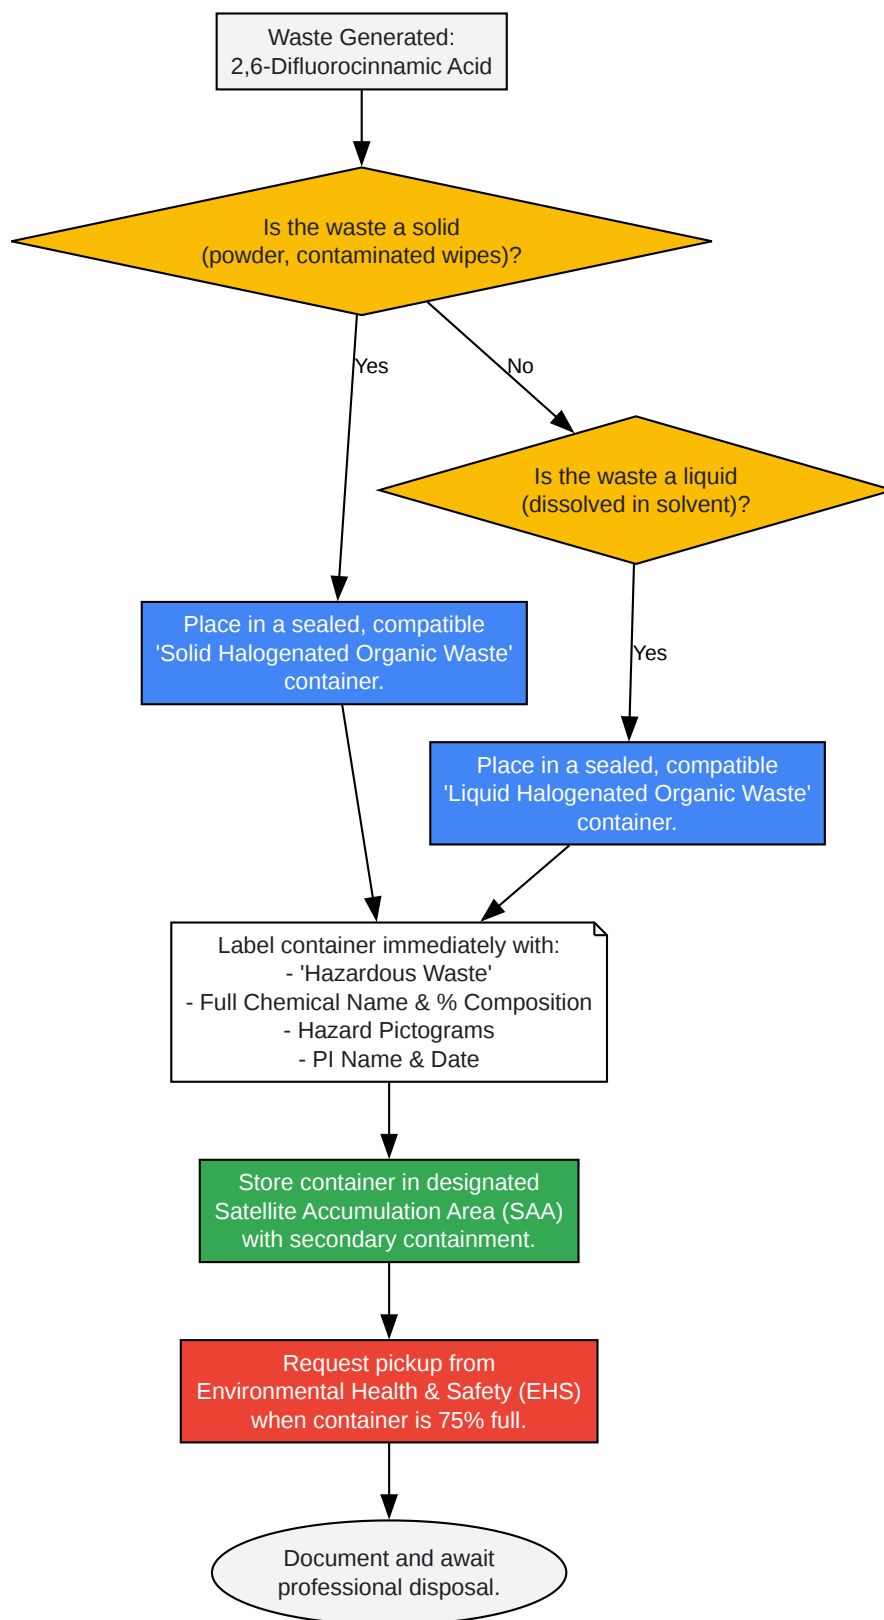 Waste Generated:
2,6-Difluorocinnamic Acid
Is the waste a solid
(powder, contaminated wipes)?
Yes
No
Is the waste a liquid
(dissolved in solvent)?
Place in a sealed, compatible
'Solid Halogenated Organic Waste'
container.
Yes
Place in a sealed, compatible
'Liquid Halogenated Organic Waste'
container.
Label container immediately with:
- 'Hazardous Waste'
- Full Chemical Name & % Composition
- Hazard Pictograms
- PI Name & Date
Store container in designated
Satellite Accumulation Area (SAA)
with secondary containment.
Request pickup from
Environmental Health & Safety (EHS)
when container is 75% full.
Document and await
professional disposal.